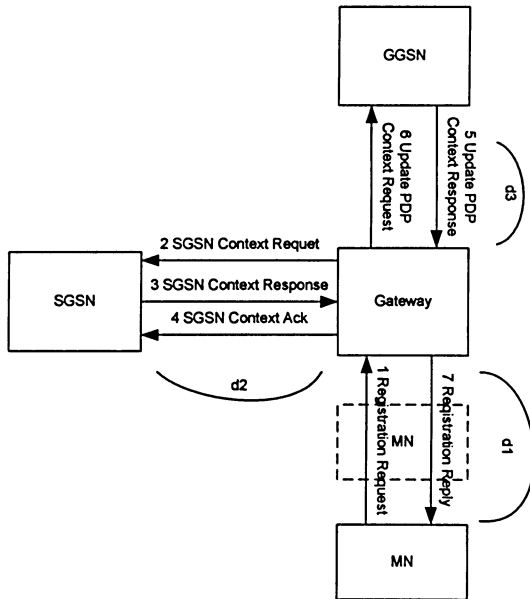 GGSN
6 Update PDP
Context Request
5 Update PDP
Context Response
d3
2 SGSN Context Requet
SGSN
3 SGSN Context Response
Gateway
4 SGSN Context Ack
d2
1 Registration Request
7 Registration Reply
MN
d1
MN